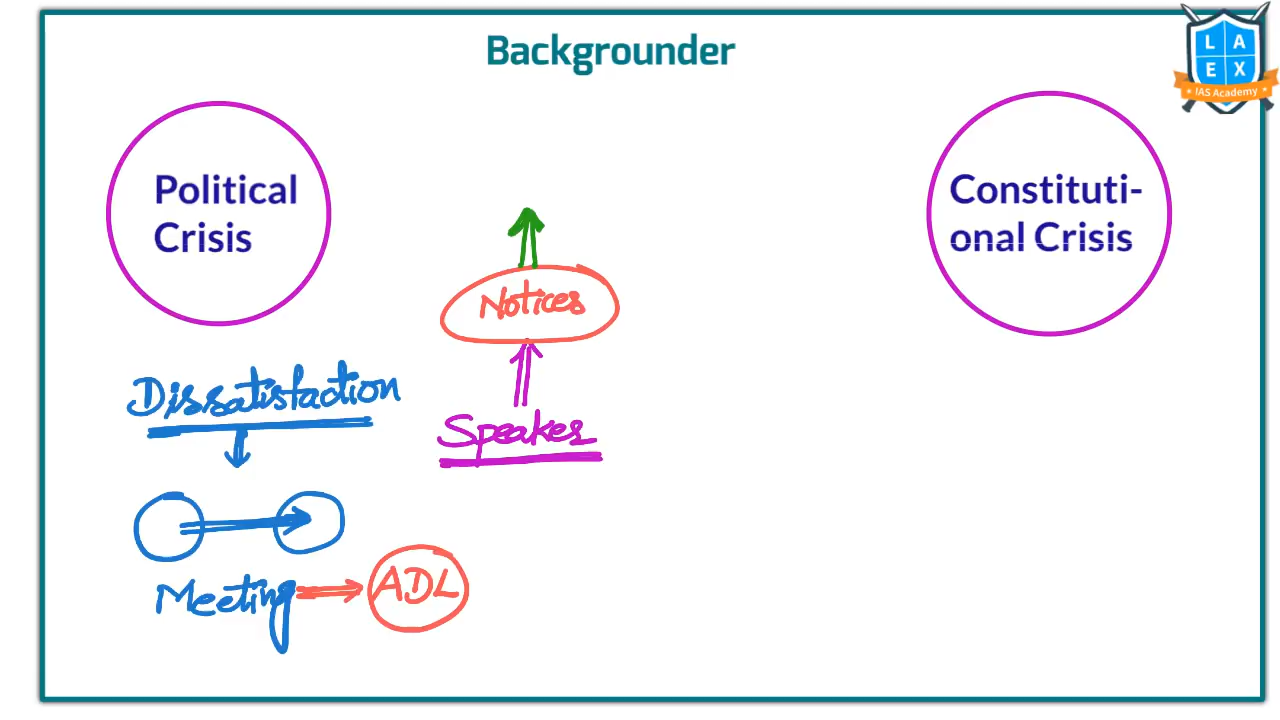 Backgrounder
L A
E X
IAS Academy
Political
Crisis
Constituti-
onal Crisis
Notices
Dissatisfaction
Speaker
Meeting
ADL